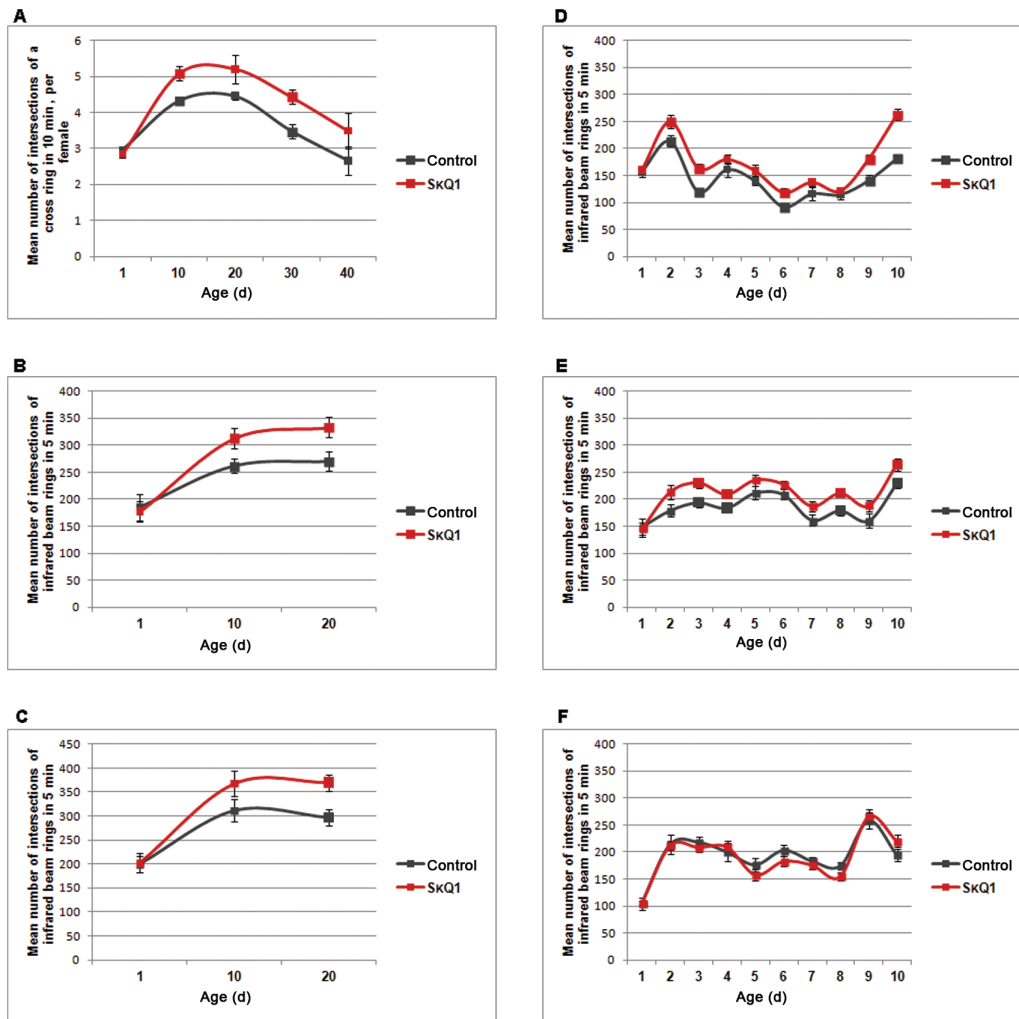 A
Mean number of intersections of a
cross ring in 10 min , per
female
6
5
4
3
2
1
0
1 10 20 30 40
Age (d)
Control
SкQ1
B
Mean number of intersections of
infrared beam rings in 5 min
400
350
300
250
200
150
100
50
0
1 10 20
Age (d)
Control
SкQ1
C
Mean number of intersections of
infrared beam rings in 5 min
450
400
350
300
250
200
150
100
50
0
1 10 20
Age (d)
Control
SкQ1
D
Mean number of intersections of
infrared beam rings in 5 min
400
350
300
250
200
150
100
50
0
1 2 3 4 5 6 7 8 9 10
Age (d)
Control
SкQ1
E
Mean number of intersections of
infrared beam rings in 5 min
400
350
300
250
200
150
100
50
0
1 2 3 4 5 6 7 8 9 10
Age (d)
Control
SкQ1
F
Mean number of intersections of
infrared beam rings in 5 min
400
350
300
250
200
150
100
50
0
1 2 3 4 5 6 7 8 9 10
Age (d)
Control
SкQ1